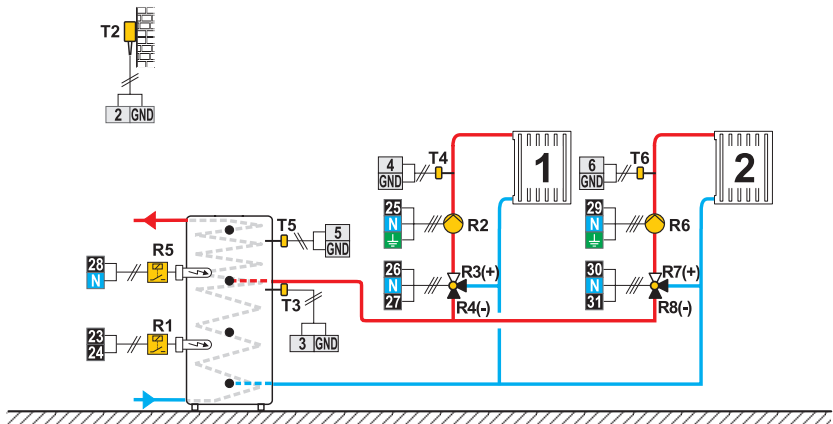 T2
2 GND
4
GND
T4
1
6
GND
T6
2
25
N
R2
29
N
R6
T5
5
GND
R5
28
N
26
N
27
R3(+)
R4(-)
30
N
31
R7(+)
R8(-)
T3
3 GND
R1
23
24